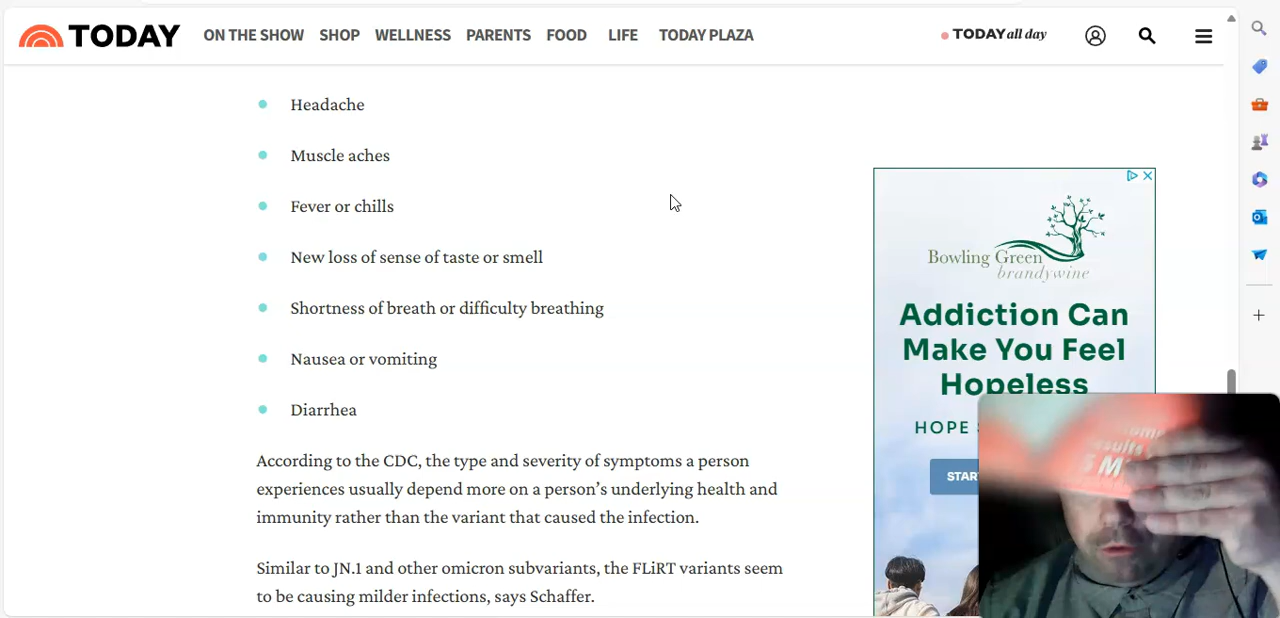 TODAY
ON THE SHOW SHOP WELLNESS PARENTS FOOD LIFE TODAY PLAZA
TODAY all day
Headache
Muscle aches
Fever or chills
New loss of sense of taste or smell
Shortness of breath or difficulty breathing
Nausea or vomiting
Diarrhea
According to the CDC, the type and severity of symptoms a person
experiences usually depend more on a person's underlying health and
immunity rather than the variant that caused the infection.
Similar to JN.1 and other omicron subvariants, the FLiRT variants seem
to be causing milder infections, says Schaffer.
Bowling Green
brandywine
Addiction Can
Make You Feel
Hopeless
HOPE